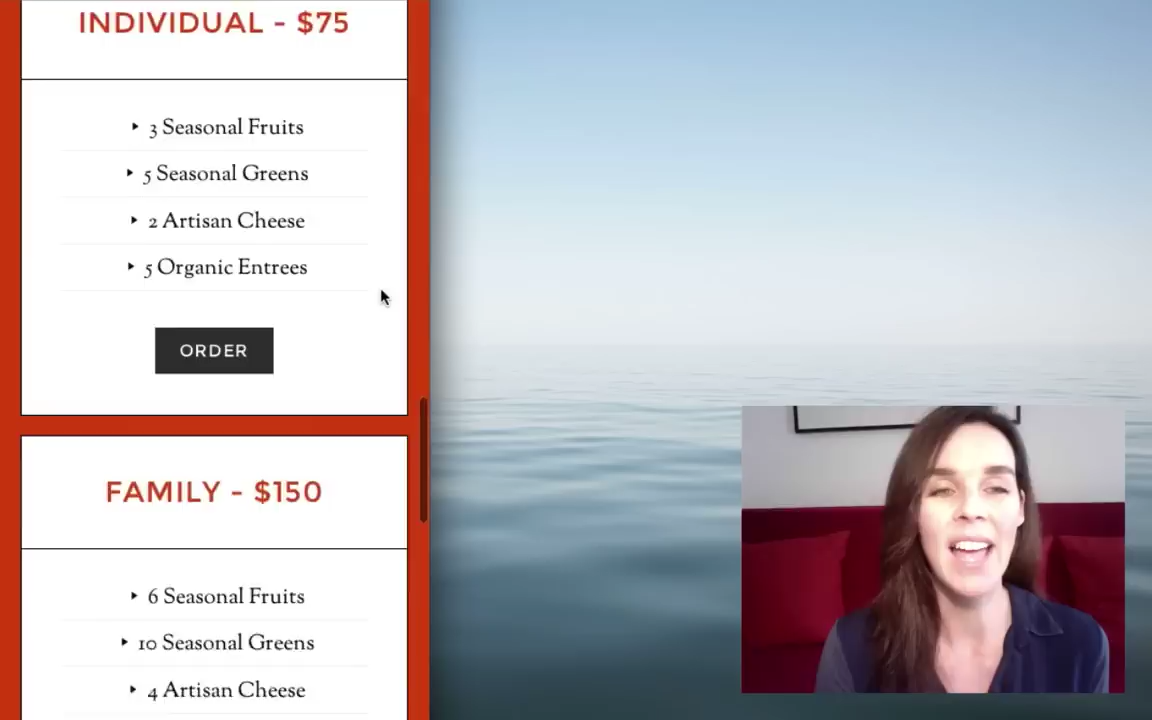 INDIVIDUAL - $75
‣ 3 Seasonal Fruits
‣ 5 Seasonal Greens
‣ 2 Artisan Cheese
‣ 5 Organic Entrees
ORDER
FAMILY - $150
‣ 6 Seasonal Fruits
‣ 10 Seasonal Greens
‣ 4 Artisan Cheese